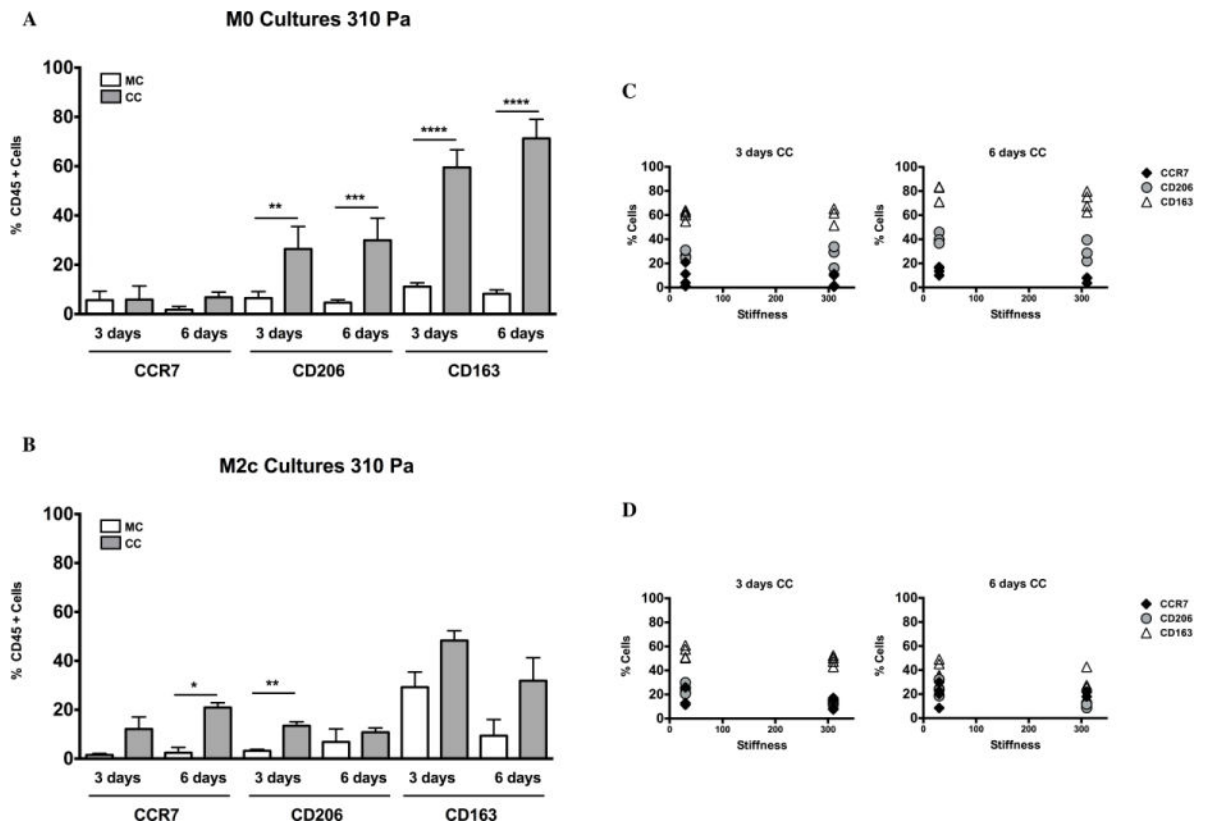 A
M0 Cultures 310 Pa
% CD45 + Cells
100
80
60
40
20
0
MC
CC
**
***
****
****
3 days 6 days 3 days 6 days 3 days 6 days
CCR7 CD206 CD163
B
M2c Cultures 310 Pa
% CD45 + Cells
100
80
60
40
20
0
MC
CC
*
**
3 days 6 days 3 days 6 days 3 days 6 days
CCR7 CD206 CD163
C
3 days CC
% Cells
100
80
60
40
20
0
0 100 200 300
Stiffness
6 days CC
% Cells
100
80
60
40
20
0
0 100 200 300
Stiffness
CCR7
CD206
CD163
D
3 days CC
% Cells
100
80
60
40
20
0
0 100 200 300
Stiffness
6 days CC
% Cells
100
80
60
40
20
0
0 100 200 300
Stiffness
CCR7
CD206
CD163